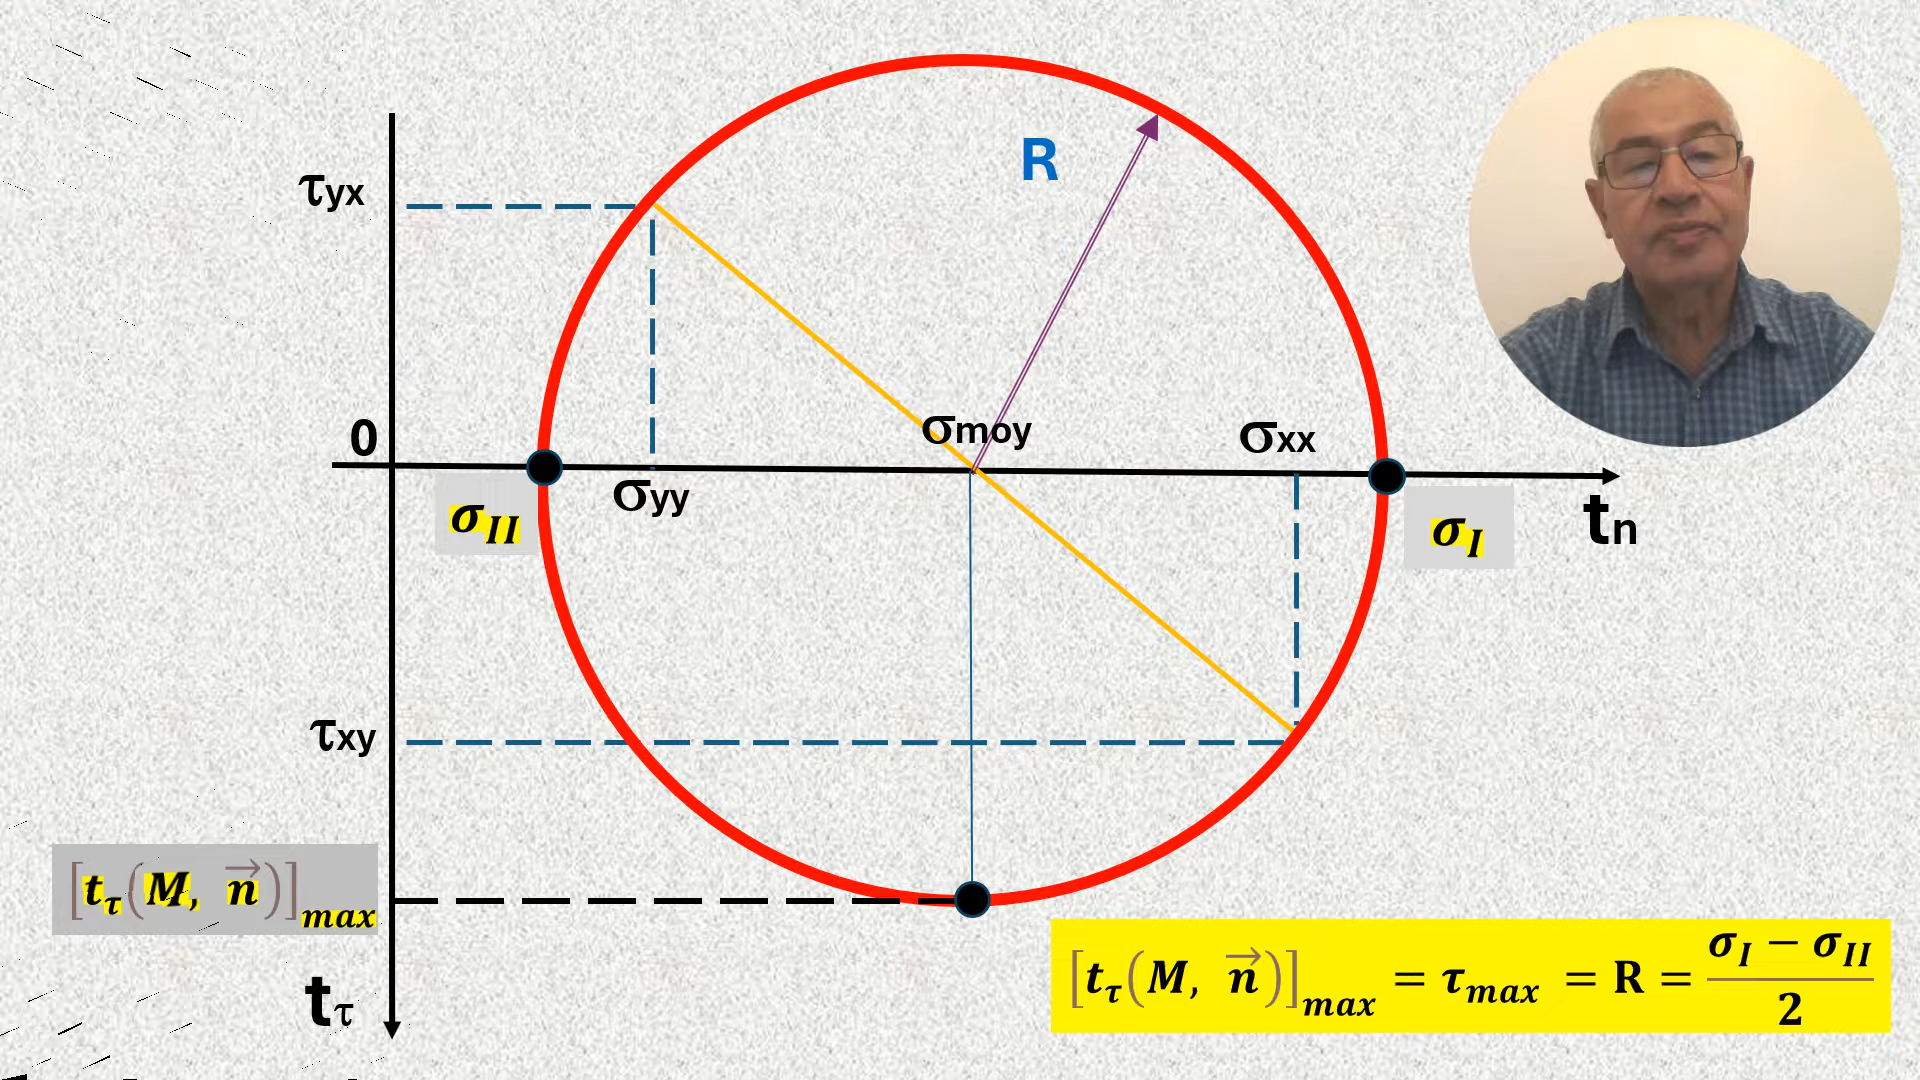 R
τyx
0
σmoy
σxx
σyy
σII
tn
σI
τxy
[tτ(M, n⃗)]max
tτ
[tτ(M, n⃗)]max = τmax = R = (σI − σII)/2